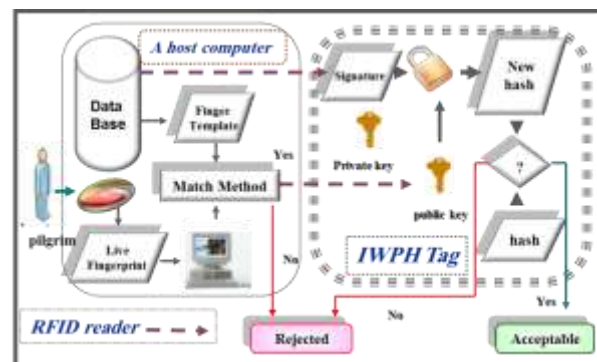 A host computer
Data
Base
Finger
Template
Yes
Match Method
pilgrim
Live
Fingerprint
No
RFID reader
Signature
New
hash
Private key
?
public key
hash
IWPH Tag
No
Yes
Rejected
Acceptable